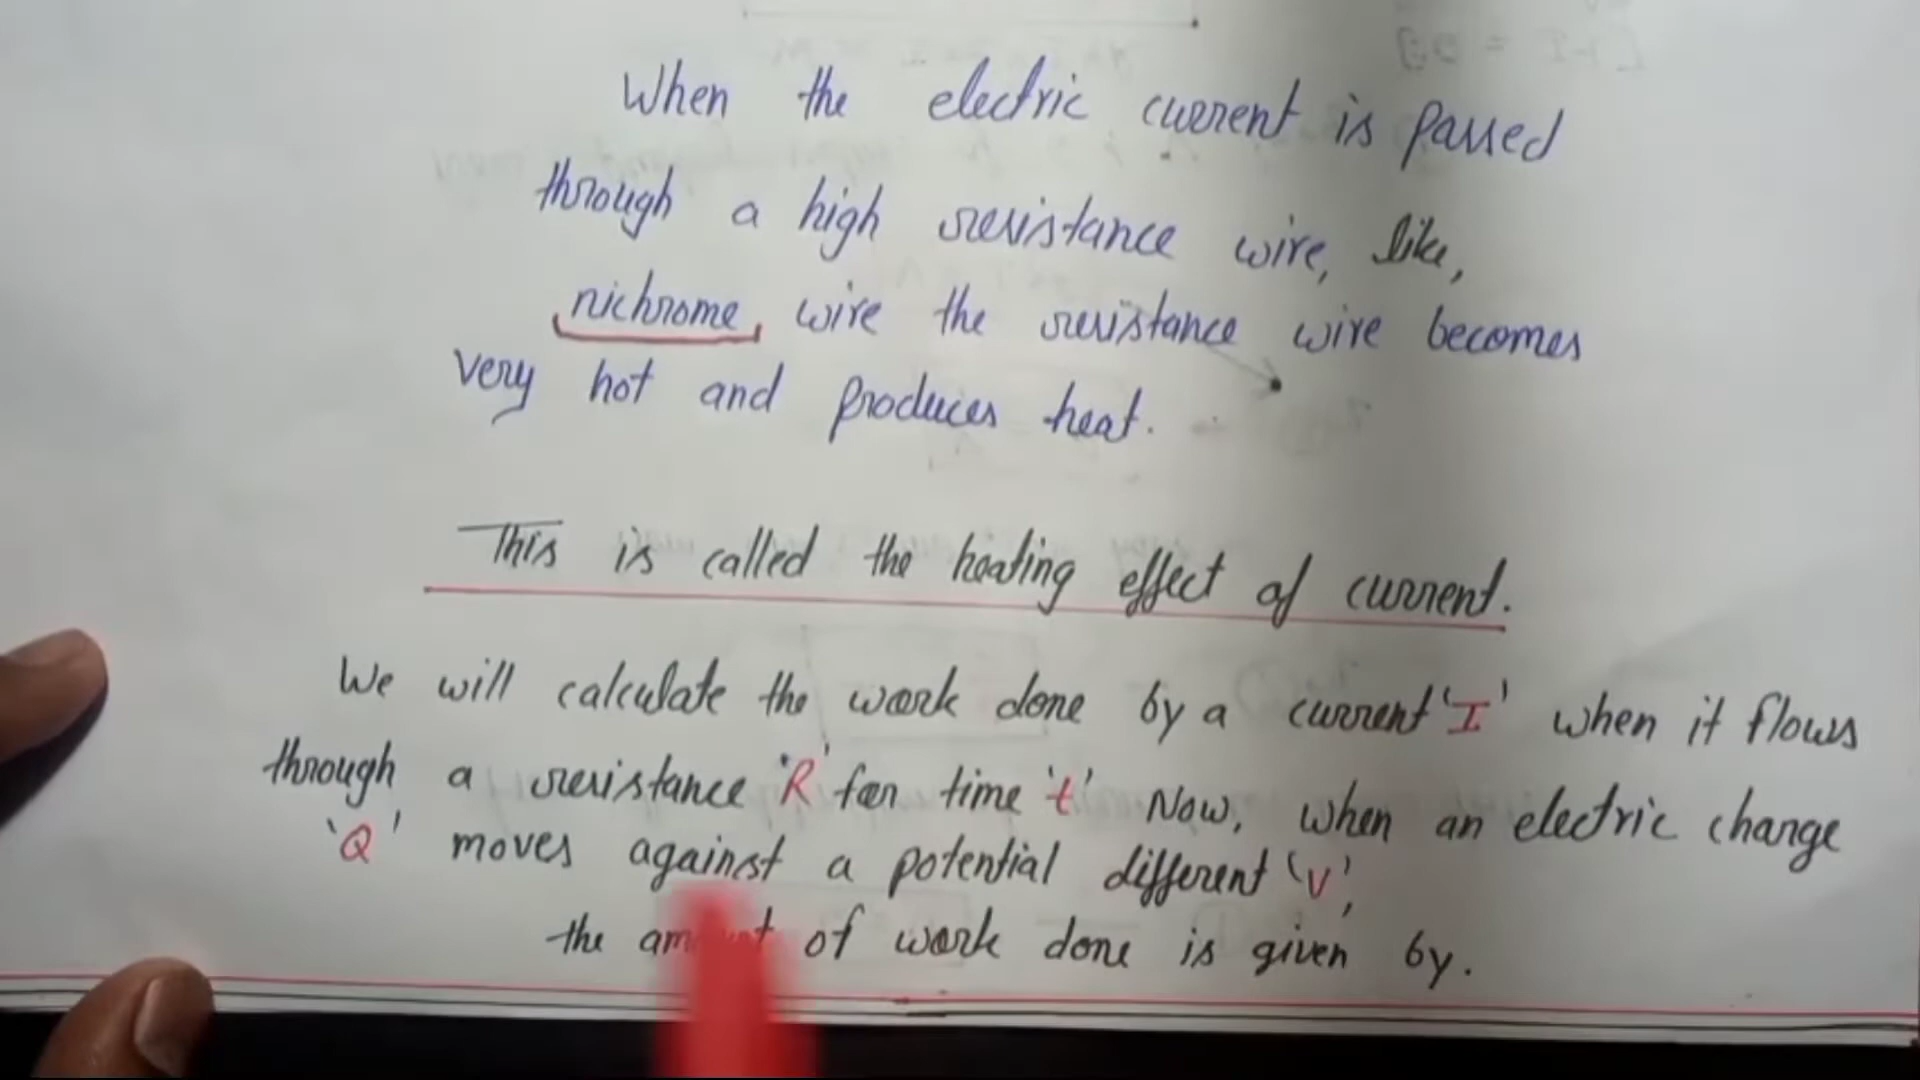 When the electric current is passed
through a high resistance wire, like,
nichrome wire the resistance wire becomes
very hot and produces heat.
This is called the heating effect of current.
We will calculate the work done by a current 'I' when it flows
through a resistance 'R' for time 't'. Now, when an electric charge
'Q' moves against a potential different 'V',
the amount of work done is given by.